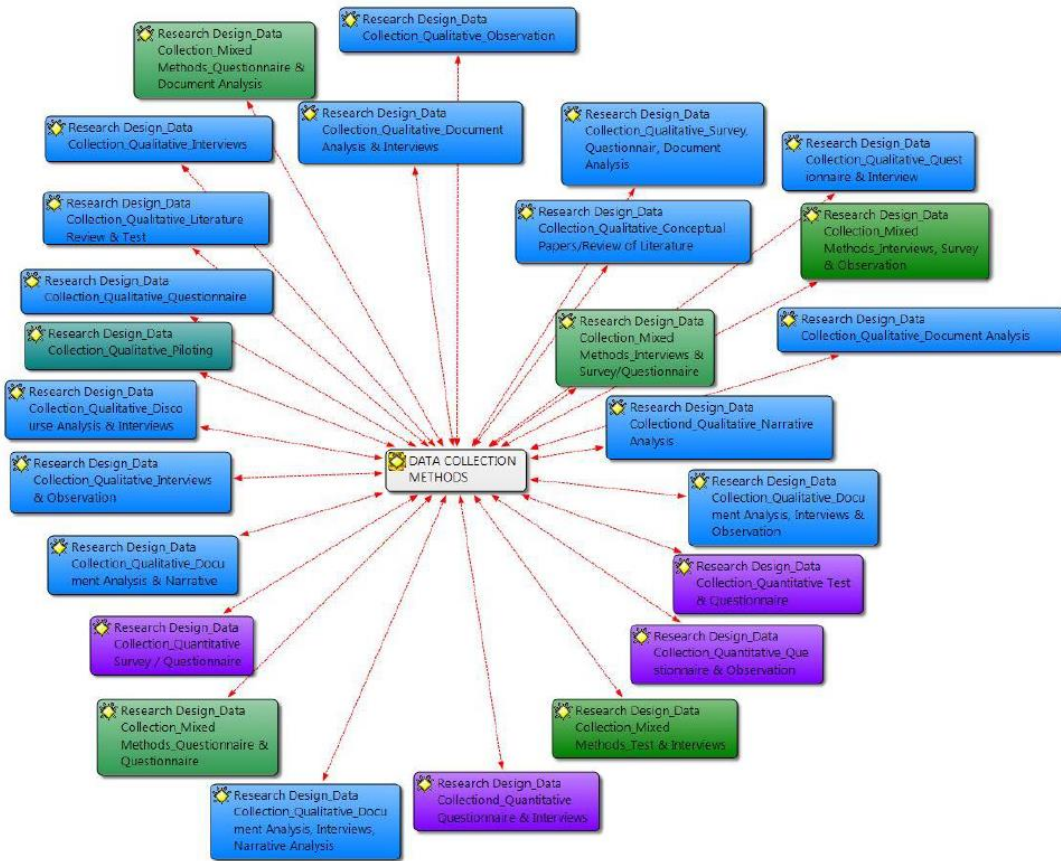 Research Design_Data
Collection_Qualitative_Observation
Research Design_Data
Collection_Mixed
Methods_Questionnaire &
Document Analysis
Research Design_Data
Collection_Qualitative_Document
Analysis & Interviews
Research Design_Data
Collection_Qualitative_Survey,
Questionnair, Document
Analysis
Research Design_Data
Collection_Qualitative_Interviews
Research Design_Data
Collection_Qualitative_Quest
ionnaire & Interview
Research Design_Data
Collection_Qualitative_Literature
Review & Test
Research Design_Data
Collection_Qualitative_Conceptual
Papers/Review of Literature
Research Design_Data
Collection_Mixed
Methods_Interviews, Survey
& Observation
Research Design_Data
Collection_Qualitative_Questionnaire
Research Design_Data
Collection_Mixed
Methods_Interviews &
Survey/Questionnaire
Research Design_Data
Collection_Qualitative_Document Analysis
Research Design_Data
Collection_Qualitative_Piloting
Research Design_Data
Collection_Qualitative_Disco
urse Analysis & Interviews
Research Design_Data
Collectiond_Qualitative_Narrative
Analysis
DATA COLLECTION
METHODS
Research Design_Data
Collection_Qualitative_Interviews
& Observation
Research Design_Data
Collection_Qualitative_Docu
ment Analysis, Interviews &
Observation
Research Design_Data
Collection_Qualitative_Docu
ment Analysis & Narrative
Research Design_Data
Collection_Quantitative Test
& Questionnaire
Research Design_Data
Collection_Quantitative
Survey / Questionnaire
Research Design_Data
Collection_Quantitative_Que
stionnaire & Observation
Research Design_Data
Collection_Mixed
Methods_Questionnaire &
Questionnaire
Research Design_Data
Collection_Mixed
Methods_Test & Interviews
Research Design_Data
Collection_Qualitative_Docu
ment Analysis, Interviews,
Narrative Analysis
Research Design_Data
Collectiond_Quantitative
Questionnaire & Interviews